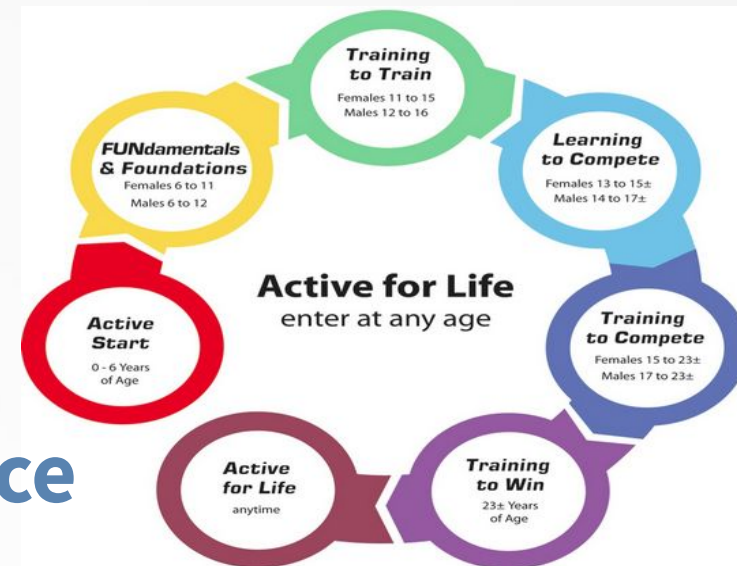 Training
to Train
Females 11 to 15
Males 12 to 16
FUNdamentals
& Foundations
Females 6 to 11
Males 6 to 12
Learning
to Compete
Females 13 to 15±
Males 14 to 17±
Active for Life
enter at any age
Active
Start
0 - 6 Years
of Age
Training
to Compete
Females 15 to 23±
Males 17 to 23±
ce
Active
for Life
anytime
Training
to Win
23± Years
of Age